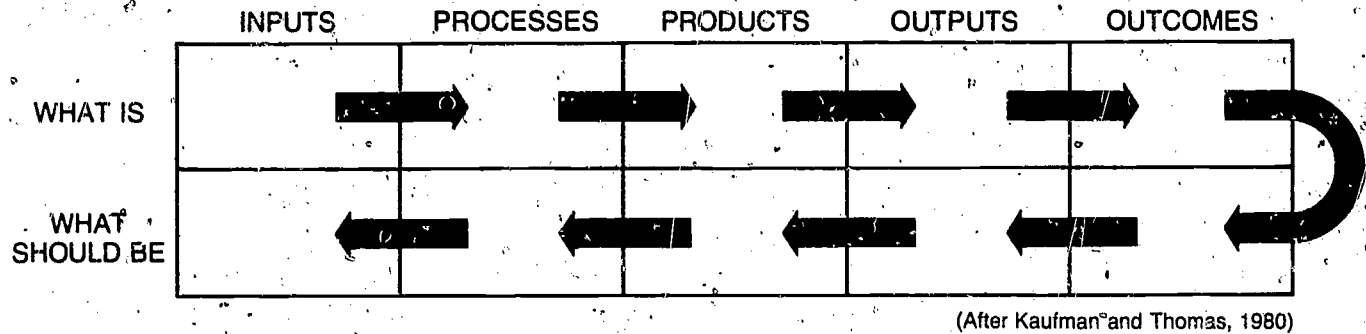 INPUTS PROCESSES PRODUCTS OUTPUTS OUTCOMES
WHAT IS
WHAT
SHOULD BE
(After Kaufman and Thomas, 1980)